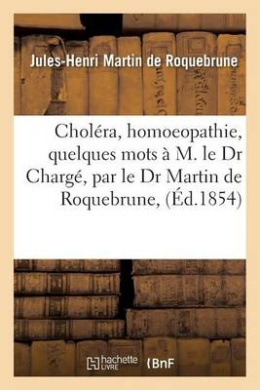 Jules-Henri Martin de Roquebrune
Choléra, homoeopathie, quelques
mots à M. le Dr Chargé, par le Dr Martin de
Roquebrune, (Éd.1854)
hachette
LIVRE
{BnF